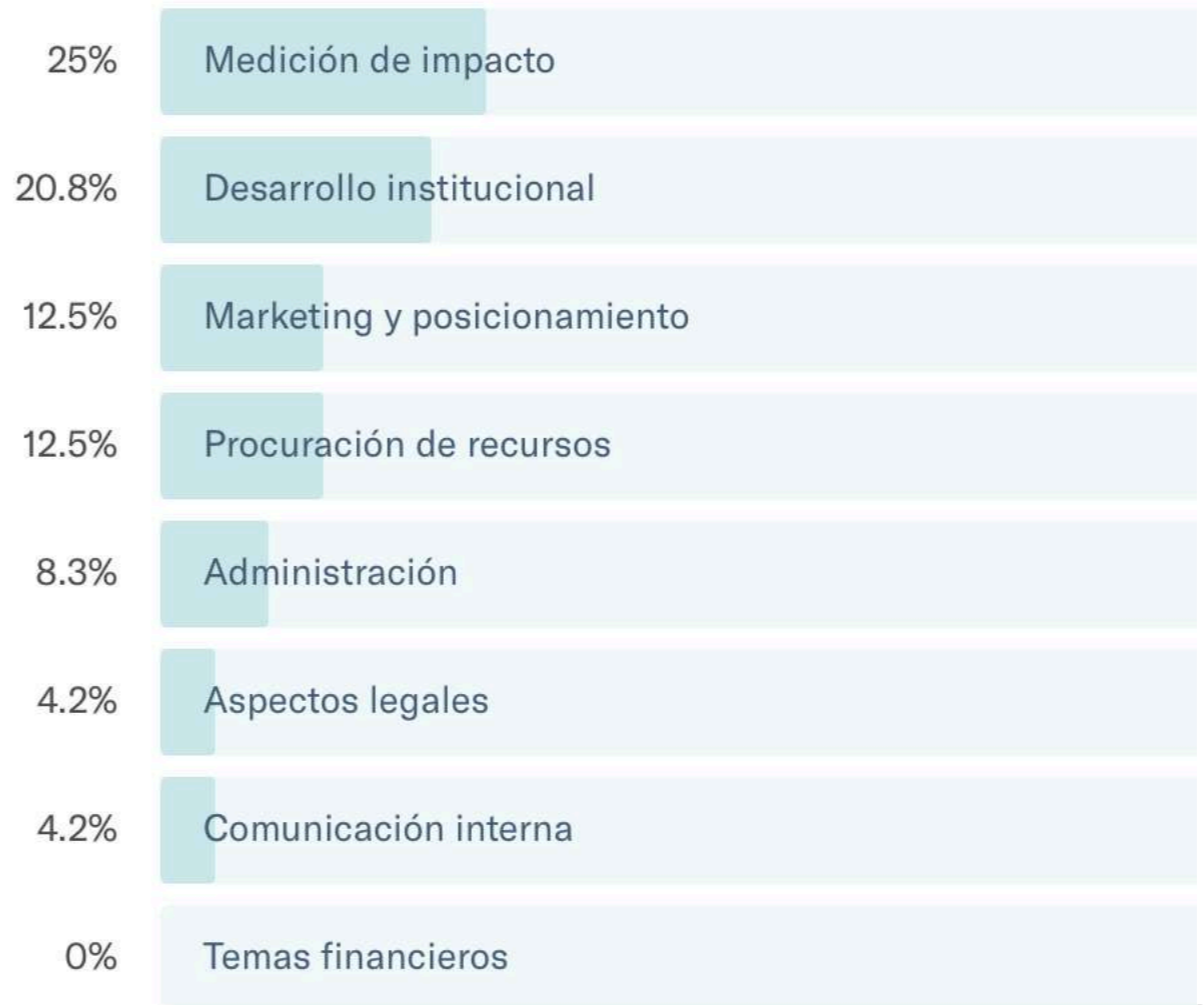 25% Medición de impacto
20.8% Desarrollo institucional
12.5% Marketing y posicionamiento
12.5% Procuración de recursos
8.3% Administración
4.2% Aspectos legales
4.2% Comunicación interna
0% Temas financieros